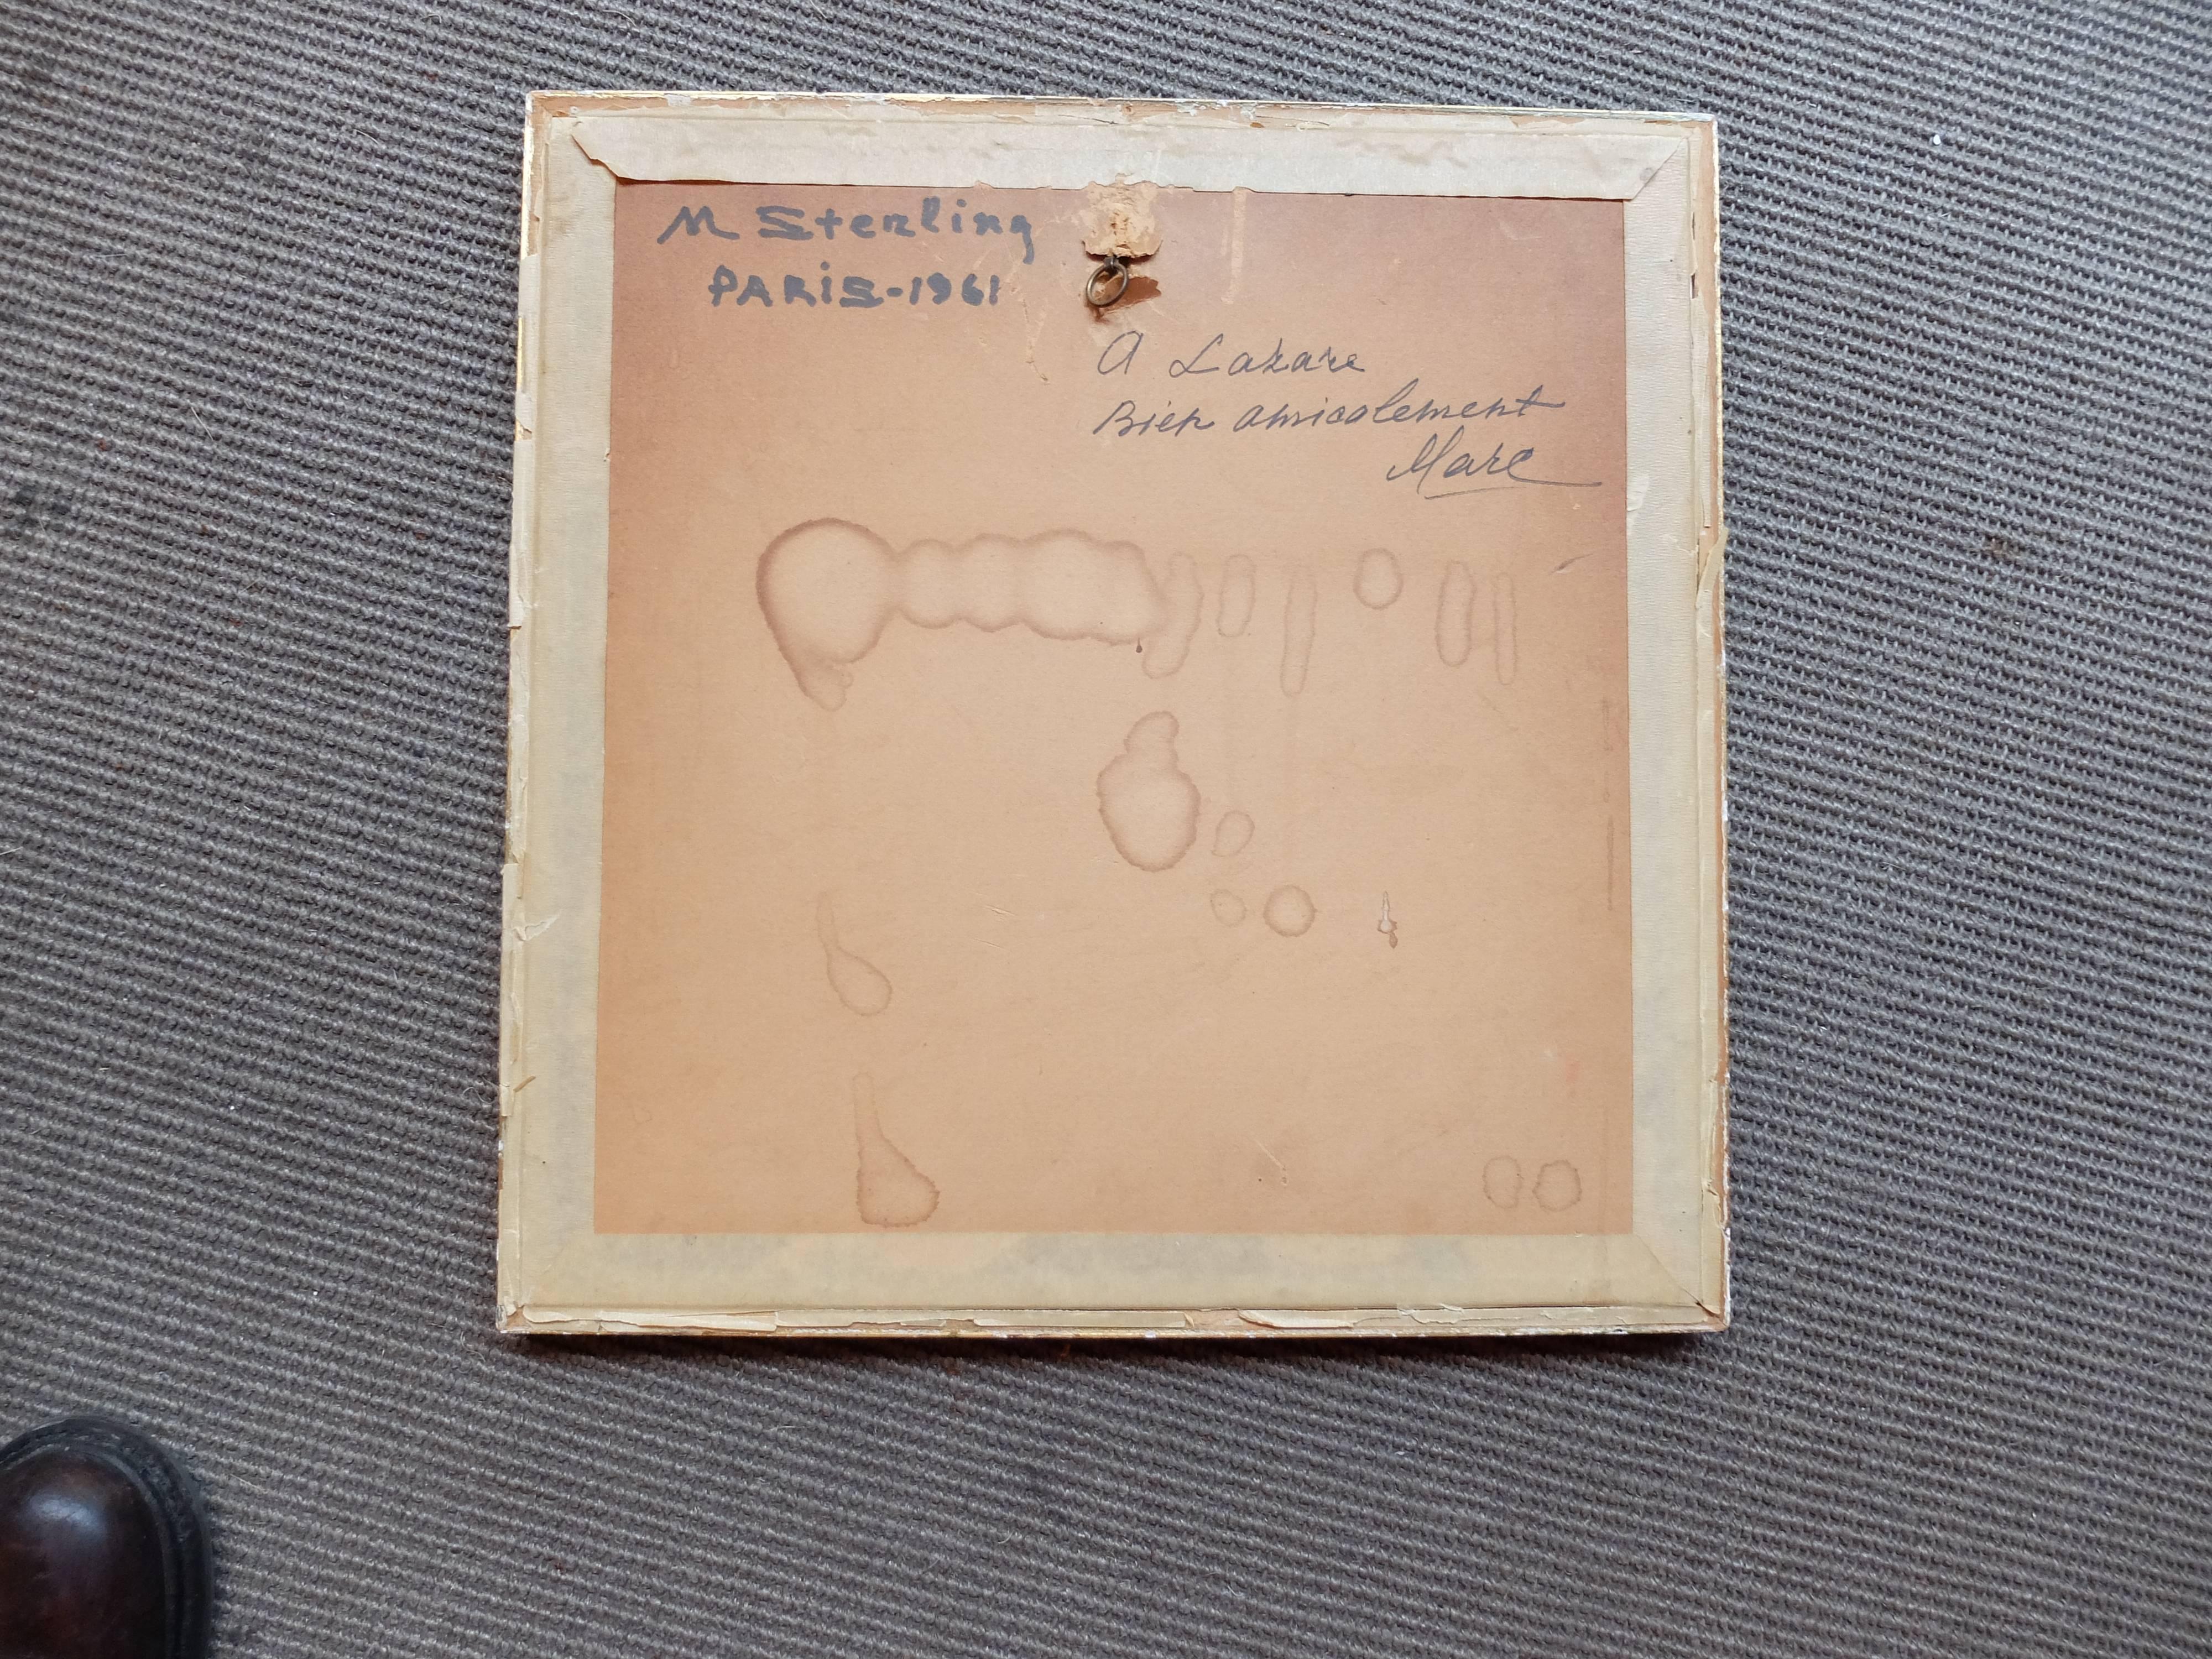 M Sterling
PARiS-1961
A Lazare
Bien amicalement
Marc